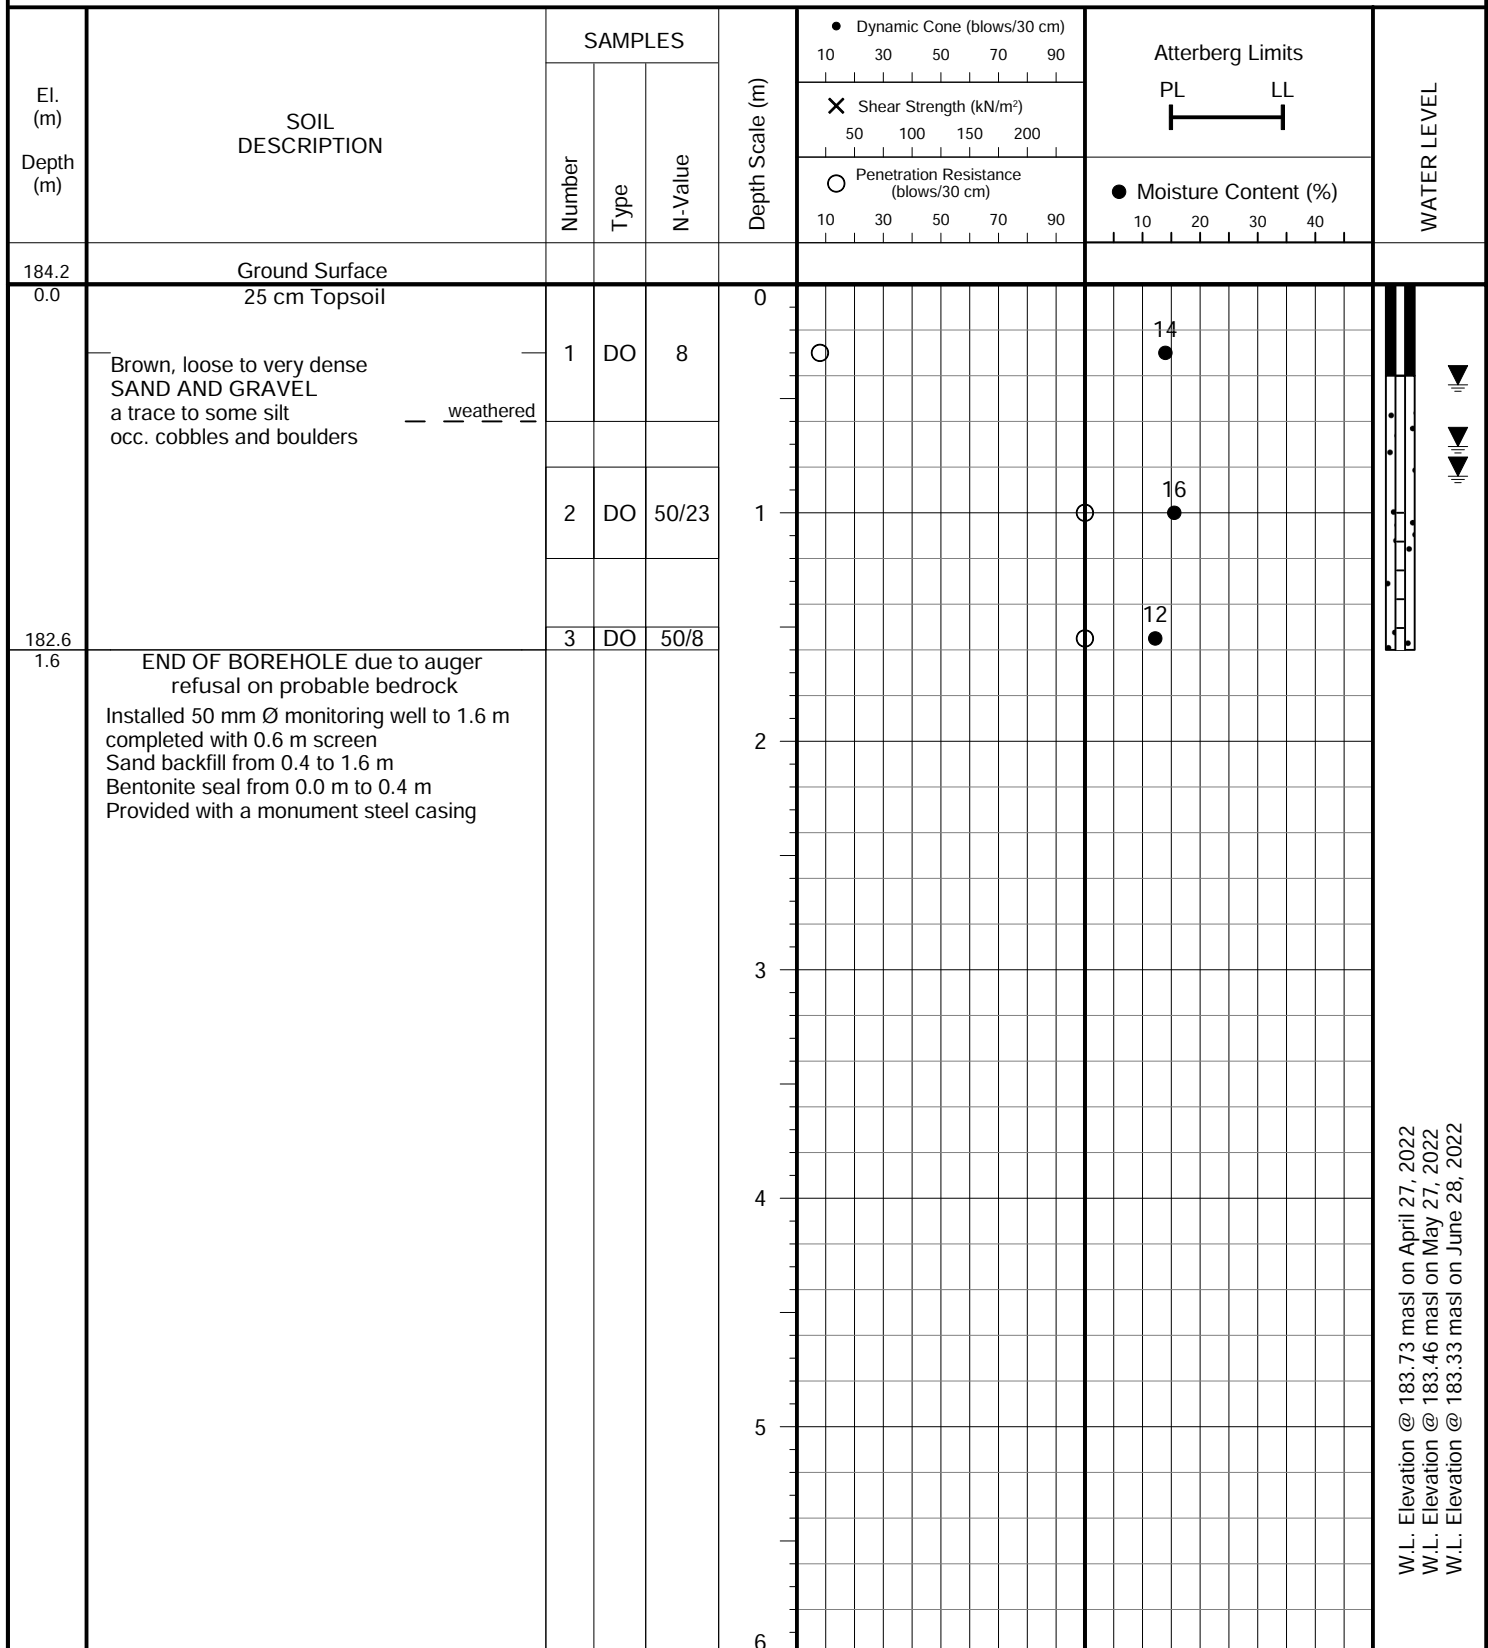 El.
(m)
Depth
(m)
SOIL
DESCRIPTION
SAMPLES
Number
Type
N-Value
Depth Scale (m)
Dynamic Cone (blows/30 cm)
10 30 50 70 90
Shear Strength (kN/m²)
50 100 150 200
Penetration Resistance
(blows/30 cm)
10 30 50 70 90
Atterberg Limits
PL LL
Moisture Content (%)
10 20 30 40
WATER LEVEL
184.2 Ground Surface
0.0 25 cm Topsoil 0
14
1 DO 8
Brown, loose to very dense
SAND AND GRAVEL
a trace to some silt weathered
occ. cobbles and boulders
16
2 DO 50/23 1
12
182.6 3 DO 50/8
1.6 END OF BOREHOLE due to auger
refusal on probable bedrock
Installed 50 mm Ø monitoring well to 1.6 m
completed with 0.6 m screen 2
Sand backfill from 0.4 to 1.6 m
Bentonite seal from 0.0 m to 0.4 m
Provided with a monument steel casing
3
4
5
6
W.L. Elevation @ 183.73 masl on April 27, 2022
W.L. Elevation @ 183.46 masl on May 27, 2022
W.L. Elevation @ 183.33 masl on June 28, 2022